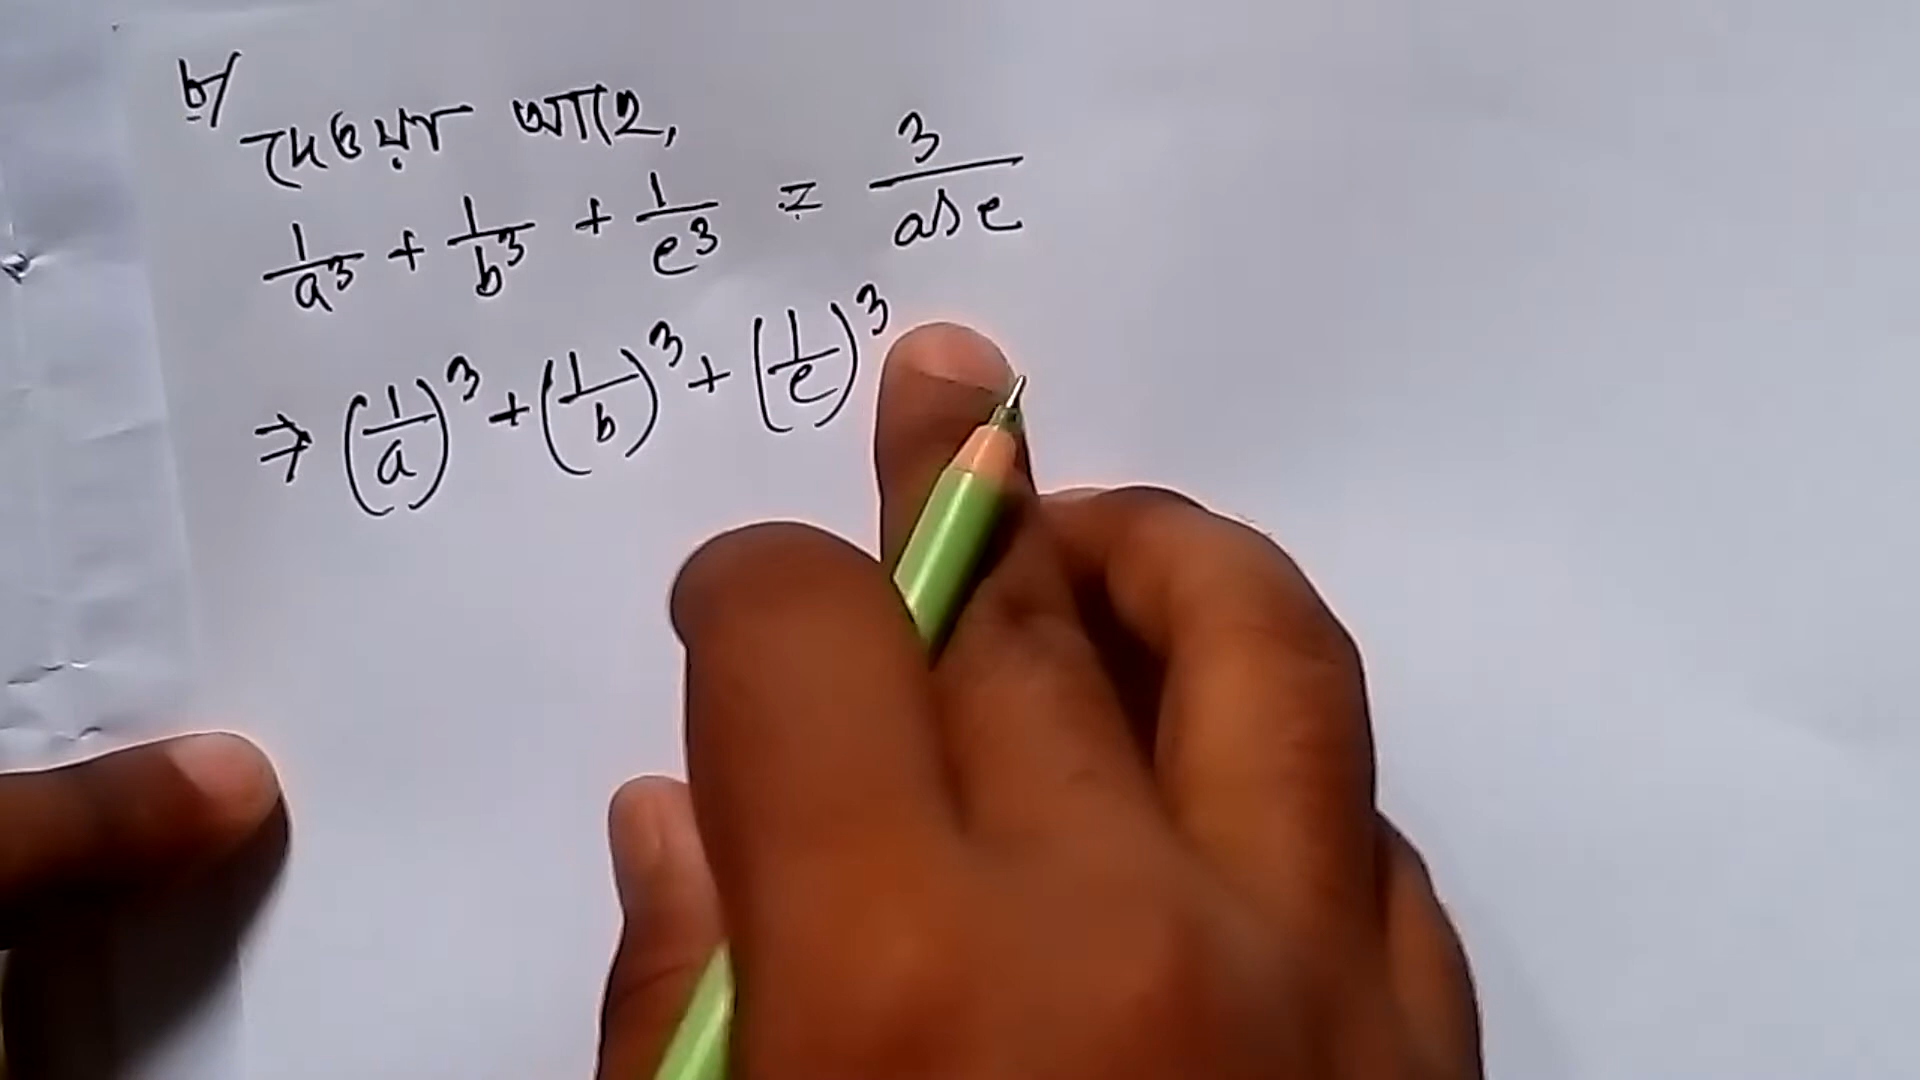 b/
দেওয়া আছে,
1/a³ + 1/b³ + 1/c³ = 3/abc
⇒ (1/a)³ + (1/b)³ + (1/c)³